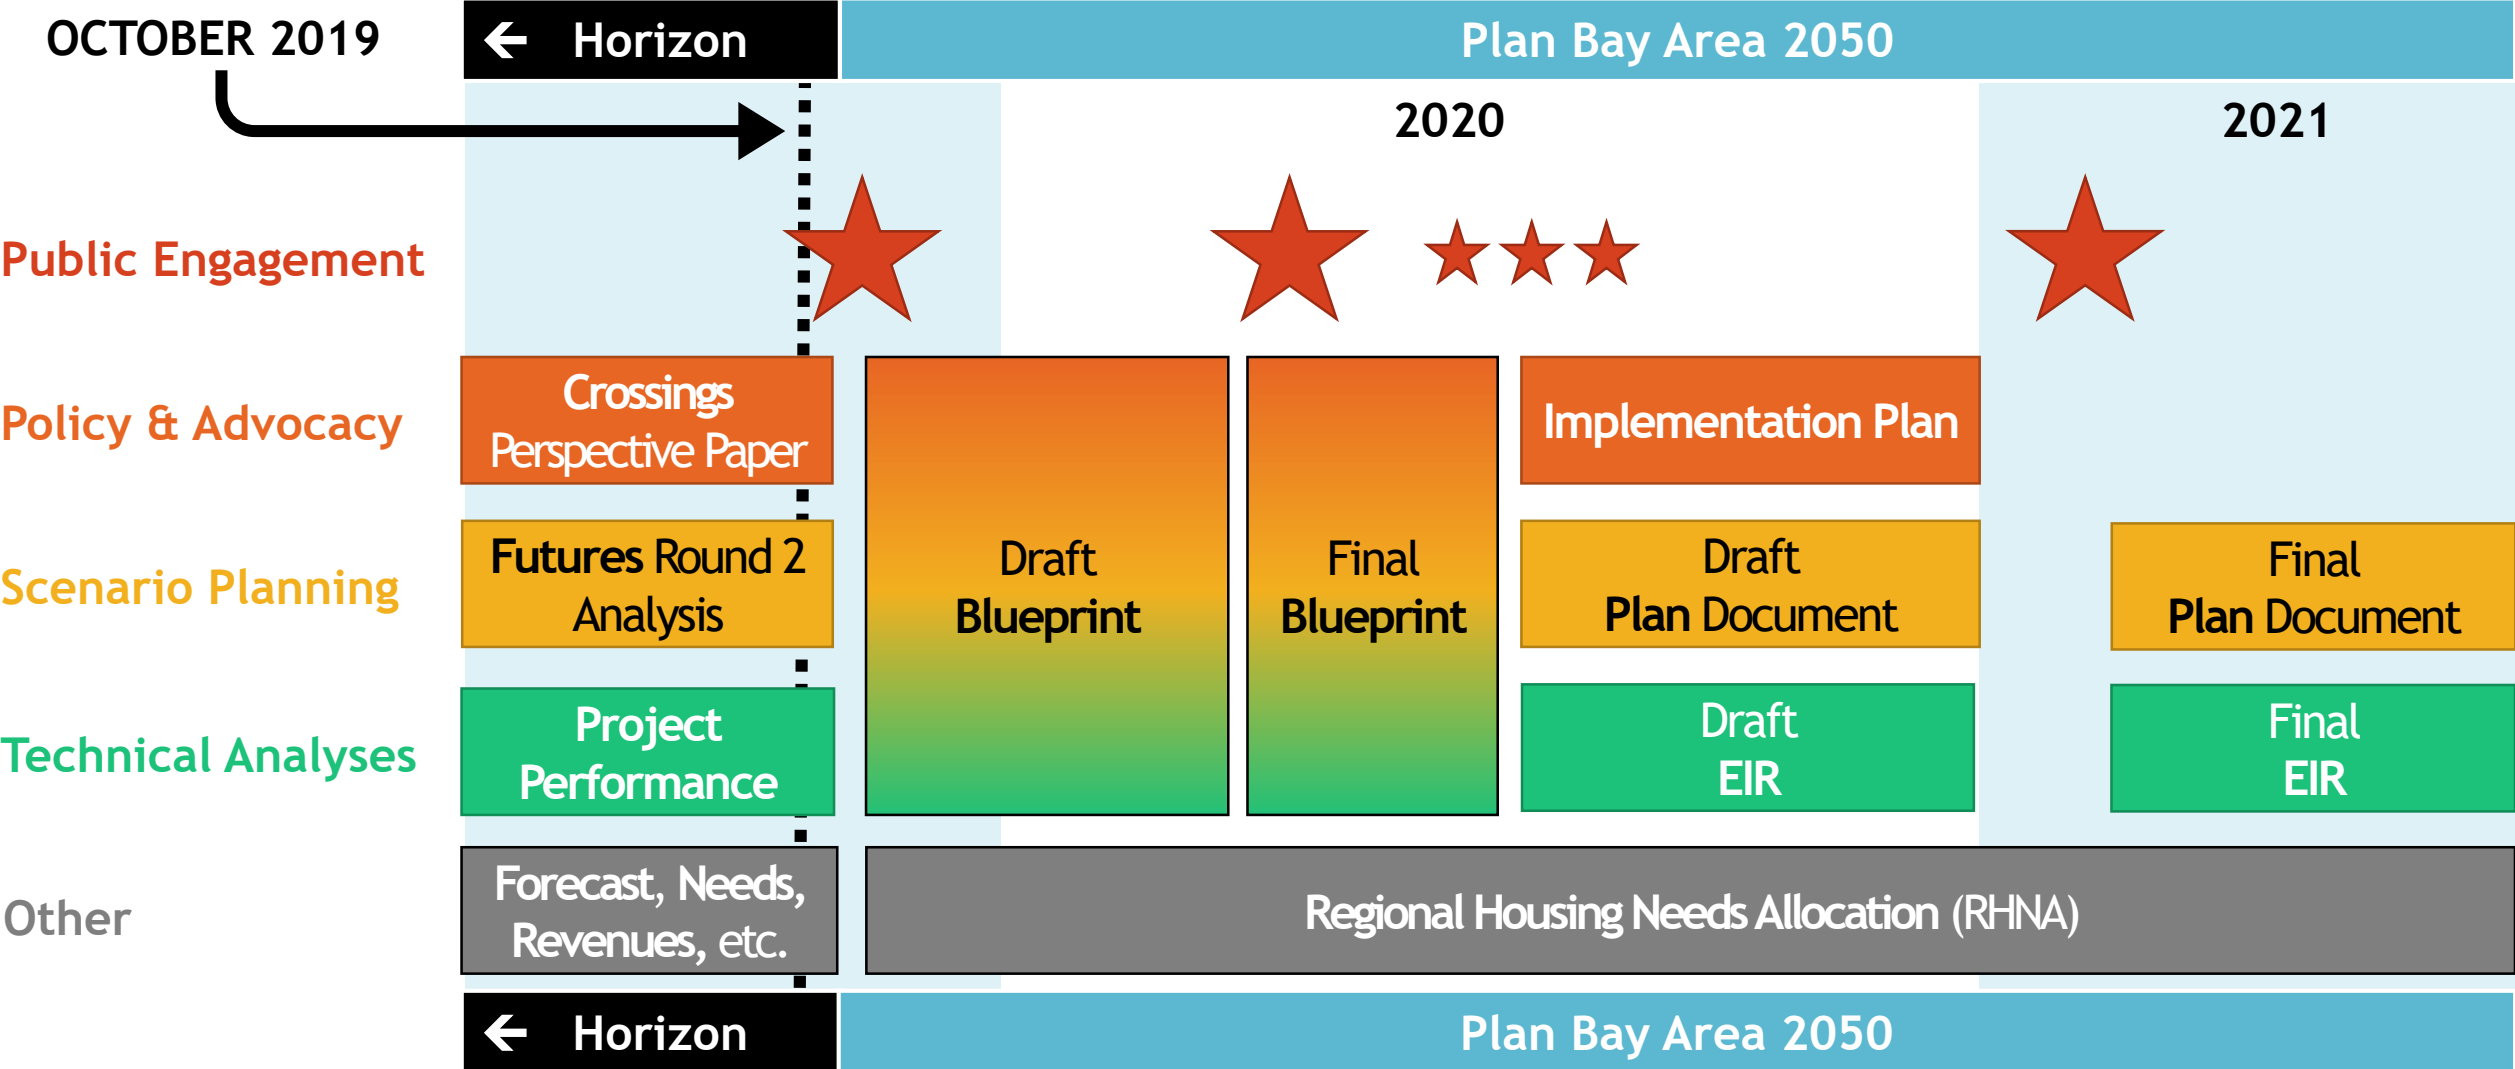 OCTOBER 2019
Horizon
Plan Bay Area 2050
2020
2021
Public Engagement
Policy & Advocacy
Crossings
Perspective Paper
Implementation Plan
Scenario Planning
Futures Round 2
Analysis
Draft
Blueprint
Final
Blueprint
Draft
Plan Document
Final
Plan Document
Technical Analyses
Project
Performance
Draft
EIR
Final
EIR
Other
Forecast, Needs,
Revenues, etc.
Regional Housing Needs Allocation (RHNA)
Horizon
Plan Bay Area 2050